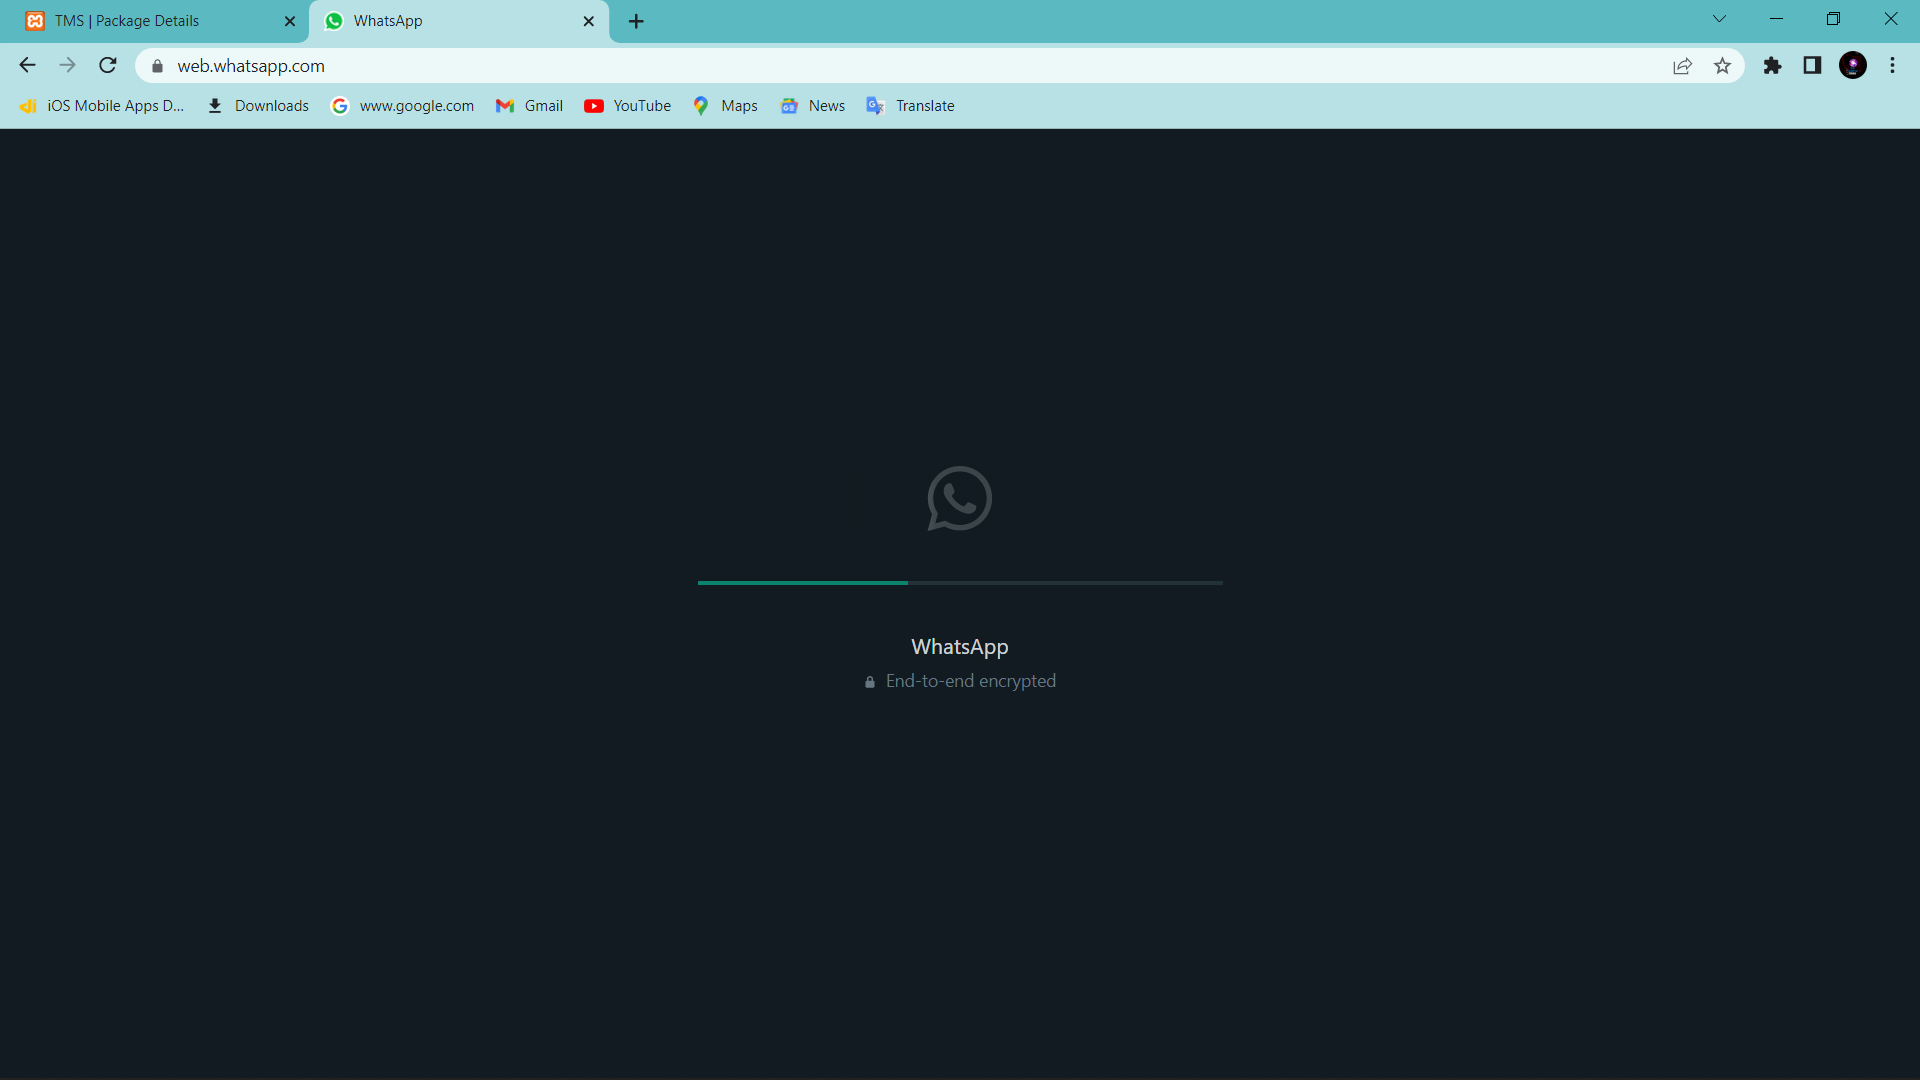 TMS | Package Details
WhatsApp
web.whatsapp.com
iOS Mobile Apps D...
Downloads
www.google.com
Gmail
YouTube
Maps
News
Translate
WhatsApp
End-to-end encrypted